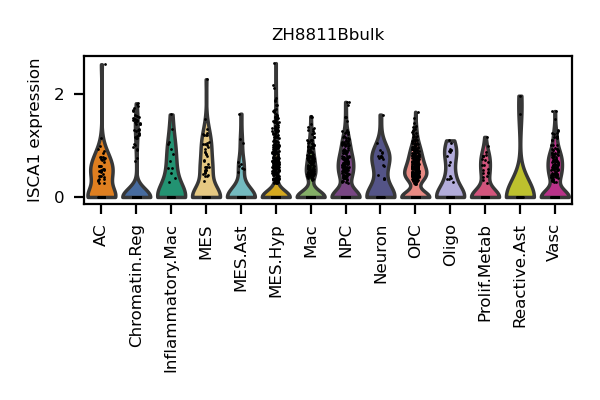 ZH8811Bbulk
ISCA1 expression
2
0
AC
Chromatin.Reg
Inflammatory.Mac
MES
MES.Ast
MES.Hyp
Mac
NPC
Neuron
OPC
Oligo
Prolif.Metab
Reactive.Ast
Vasc